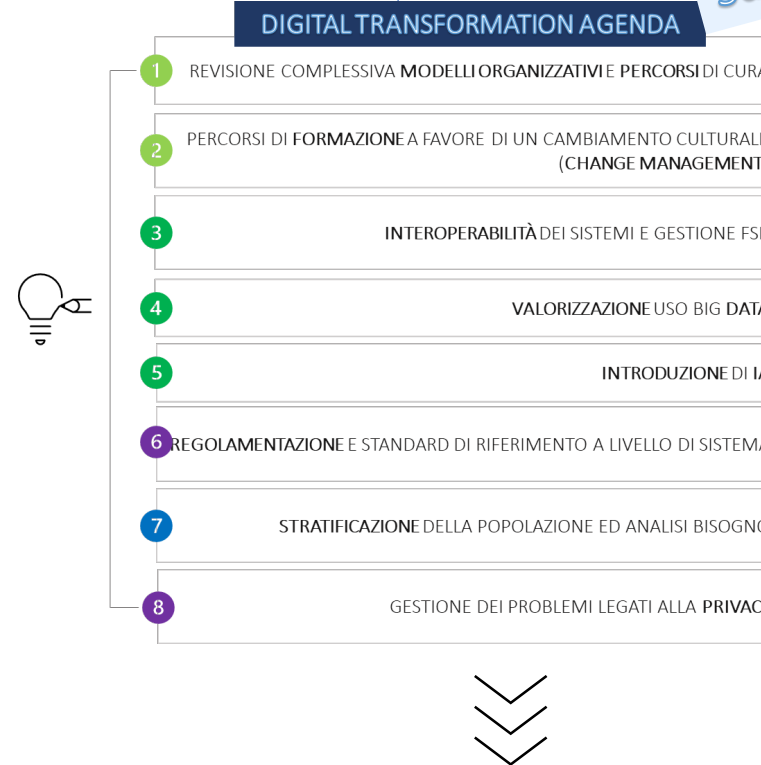 DIGITAL TRANSFORMATION AGENDA
1 REVISIONE COMPLESSIVA MODELLI ORGANIZZATIVI E PERCORSI DI CURA
2 PERCORSI DI FORMAZIONE A FAVORE DI UN CAMBIAMENTO CULTURAL
(CHANGE MANAGEMENT
3 INTEROPERABILITÀ DEI SISTEMI E GESTIONE FS
4 VALORIZZAZIONE USO BIG DATA
5 INTRODUZIONE DI IA
6 REGOLAMENTAZIONE E STANDARD DI RIFERIMENTO A LIVELLO DI SISTEMA
7 STRATIFICAZIONE DELLA POPOLAZIONE ED ANALISI BISOGNO
8 GESTIONE DEI PROBLEMI LEGATI ALLA PRIVAC